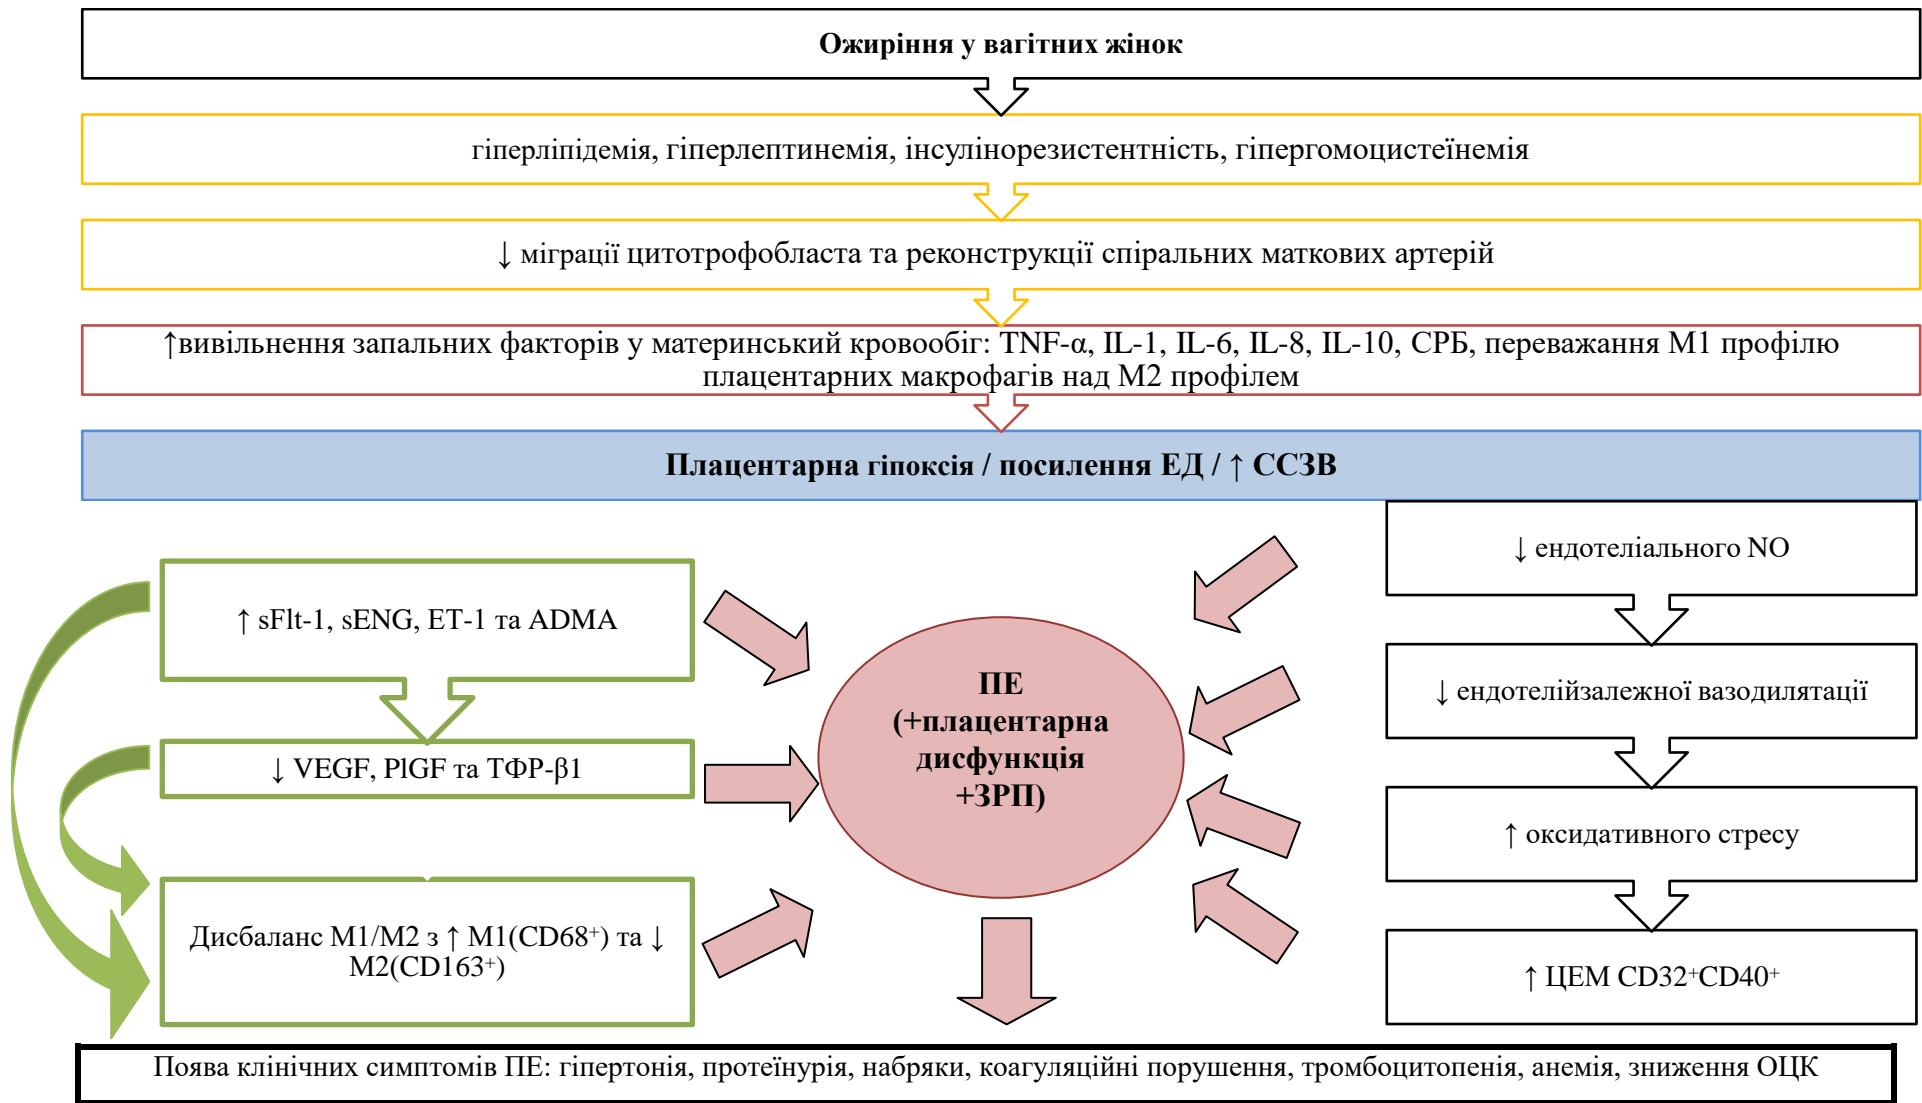 Ожиріння у вагітних жінок
гіперліпідемія, гіперлептинемія, інсулінорезистентність, гіпергомоцистеїнемія
↓ міграції цитотрофобласта та реконструкції спіральних маткових артерій
↑вивільнення запальних факторів у материнський кровообіг: TNF-α, IL-1, IL-6, IL-8, IL-10, СРБ, переважання М1 профілю
плацентарних макрофагів над М2 профілем
Плацентарна гіпоксія / посилення ЕД / ↑ ССЗВ
↑ sFlt-1, sENG, ET-1 та ADMA
↓ VEGF, PlGF та ТФР-β1
Дисбаланс М1/М2 з ↑ М1(CD68⁺) та ↓
М2(CD163⁺)
ПЕ
(+плацентарна
дисфункція
+ЗРП)
↓ ендотеліального NO
↓ ендотелійзалежної вазодилятації
↑ оксидативного стресу
↑ ЦЕМ CD32⁺CD40⁺
Поява клінічних симптомів ПЕ: гіпертонія, протеїнурія, набряки, коагуляційні порушення, тромбоцитопенія, анемія, зниження ОЦК